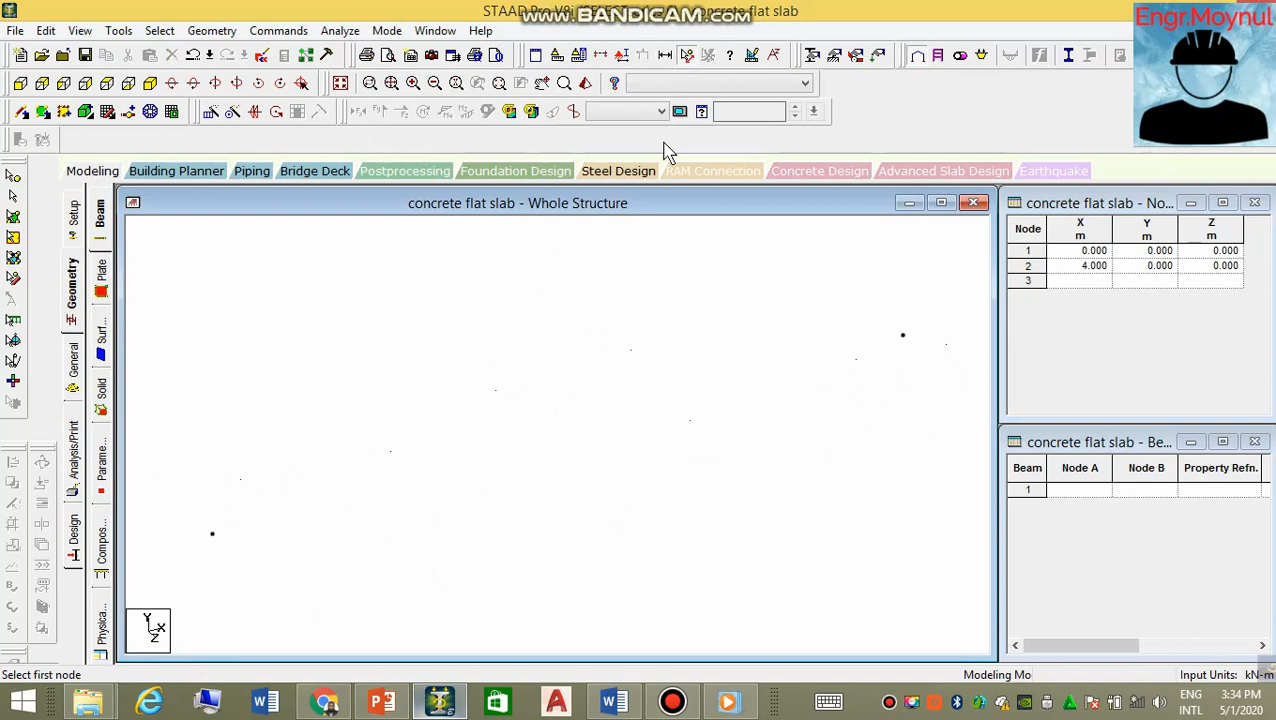 STAAD Pro V8i (SELECT
concrete flat slab
www.BANDICAM.com
Engr.Moynul
File Edit View Tools Select Geometry Commands Analyze Mode Window Help
Modeling Building Planner Piping Bridge Deck Postprocessing Foundation Design Steel Design RAM Connection Concrete Design Advanced Slab Design Earthquake
Setup
Geometry
General
Analysis/Print
Design
Beam
Plate
Surf...
Solid
Parame...
Compos...
Physica...
concrete flat slab - Whole Structure
Y
X
Z
concrete flat slab - No...
Node X m Y m Z m
1 0.000 0.000 0.000
2 4.000 0.000 0.000
3
concrete flat slab - Be...
Beam Node A Node B Property Refn.
1
Select first node
Modeling Mo
Input Units: kN-m
ENG
INTL
3:34 PM
5/1/2020